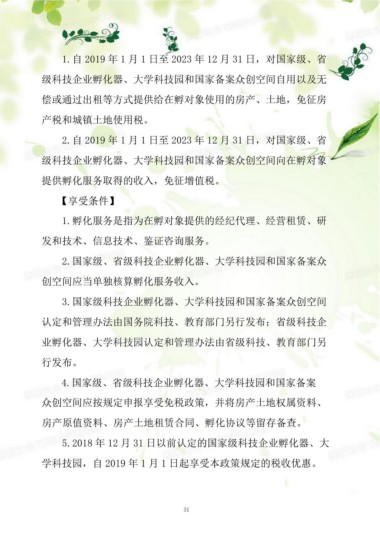 1.自 2019 年 1 月 1 日至 2023 年 12 月 31 日，对国家级、省
级科技企业孵化器、大学科技园和国家备案众创空间自用以及无
偿或通过出租等方式提供给在孵对象使用的房产、土地，免征房
产税和城镇土地使用税。
2.自 2019 年 1 月 1 日至 2023 年 12 月 31 日，对国家级、省
级科技企业孵化器、大学科技园和国家备案众创空间向在孵对象
提供孵化服务取得的收入，免征增值税。
【享受条件】
1.孵化服务是指为在孵对象提供的经纪代理、经营租赁、研
发和技术、信息技术、鉴证咨询服务。
2.国家级、省级科技企业孵化器、大学科技园和国家备案众
创空间应当单独核算孵化服务收入。
3.国家级科技企业孵化器、大学科技园和国家备案众创空间
认定和管理办法由国务院科技、教育部门另行发布；省级科技企
业孵化器、大学科技园认定和管理办法由省级科技、教育部门另
行发布。
4.国家级、省级科技企业孵化器、大学科技园和国家备案
众创空间应按规定申报享受免税政策，并将房产土地权属资料、
房产原值资料、房产土地租赁合同、孵化协议等留存备查。
5.2018 年 12 月 31 日以前认定的国家级科技企业孵化器、大
学科技园，自 2019 年 1 月 1 日起享受本政策规定的税收优惠。
31